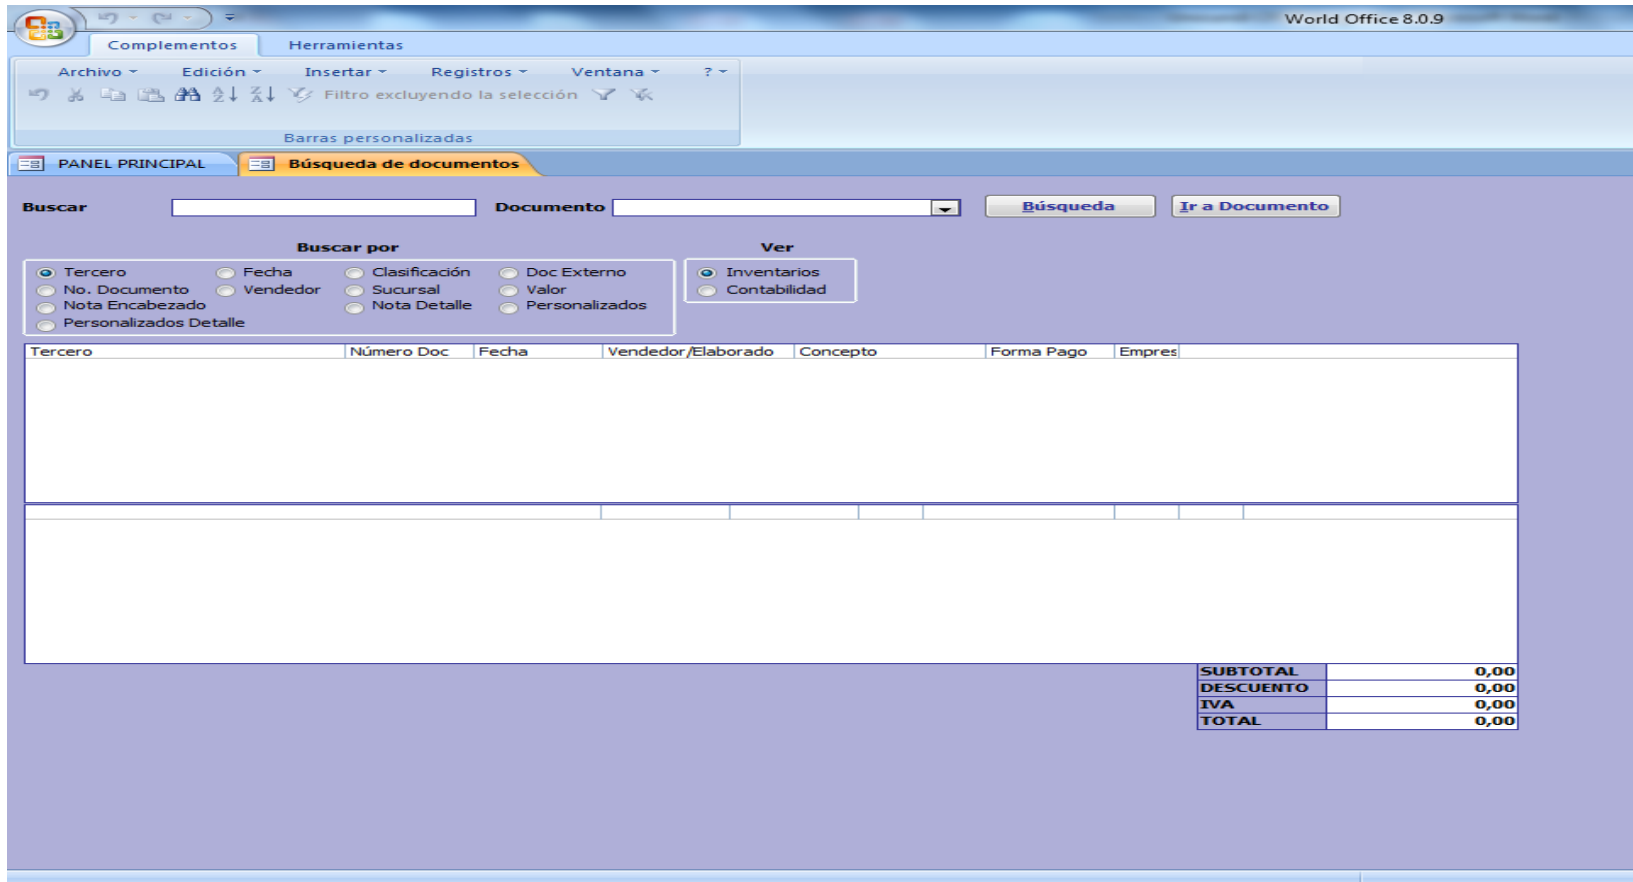 World Office 8.0.9
Complementos Herramientas
Archivo Edición Insertar Registros Ventana ?
Filtro excluyendo la selección
Barras personalizadas
PANEL PRINCIPAL Búsqueda de documentos
Buscar Documento Búsqueda Ir a Documento
Buscar por Ver
Tercero Fecha Clasificación Doc Externo Inventarios
No. Documento Vendedor Sucursal Valor Contabilidad
Nota Encabezado Nota Detalle Personalizados
Personalizados Detalle
Tercero Número Doc Fecha Vendedor/Elaborado Concepto Forma Pago Empres
SUBTOTAL 0,00
DESCUENTO 0,00
IVA 0,00
TOTAL 0,00